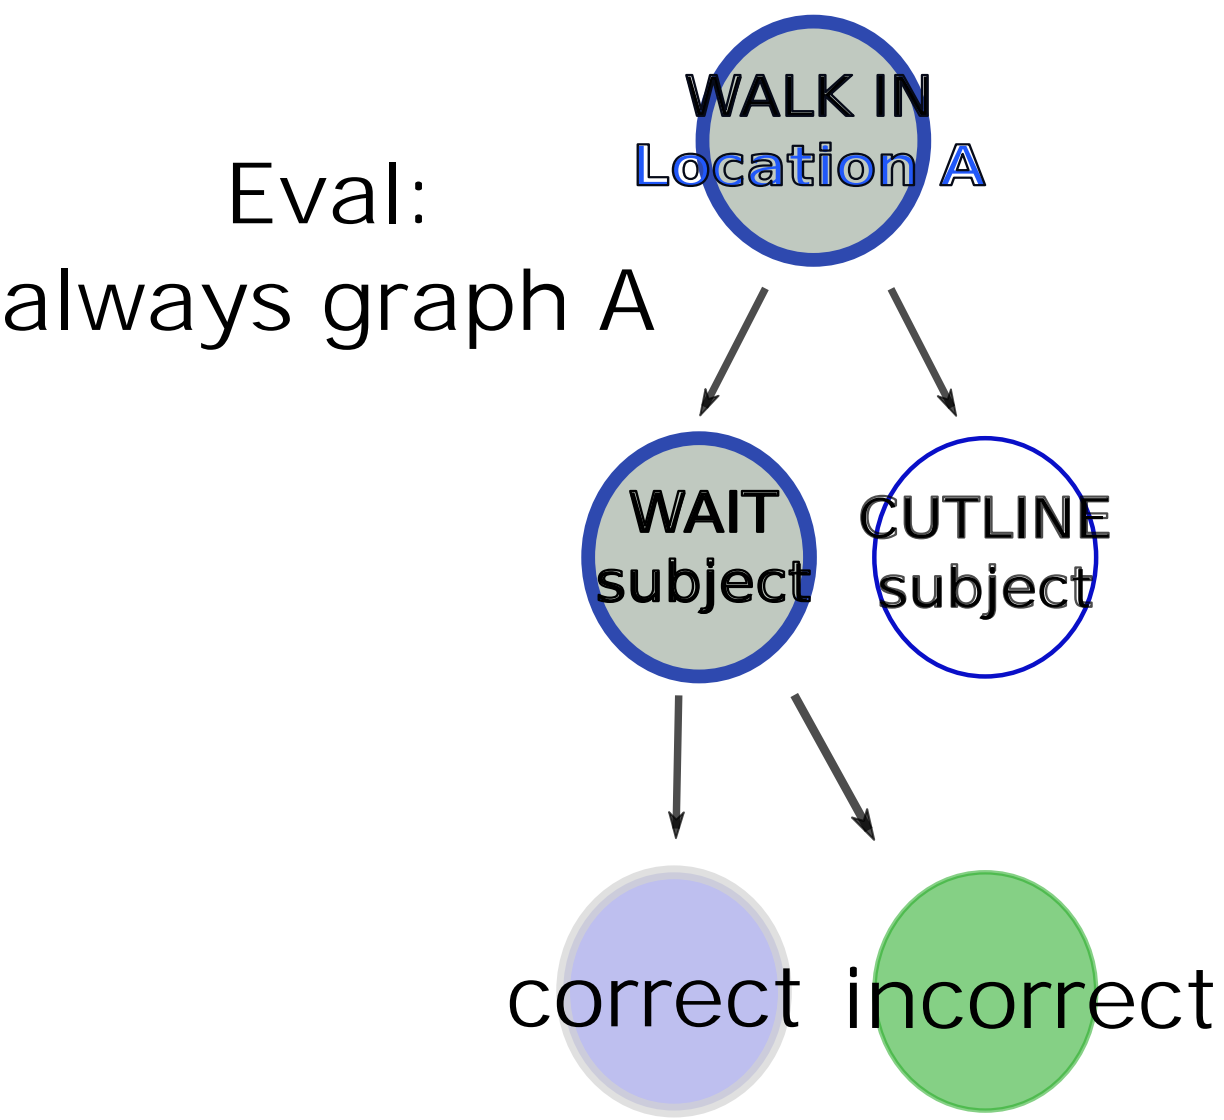 WALK IN
Location A
Eval:
always graph A
WAIT
subject
CUTLINE
subject
correct
incorrect